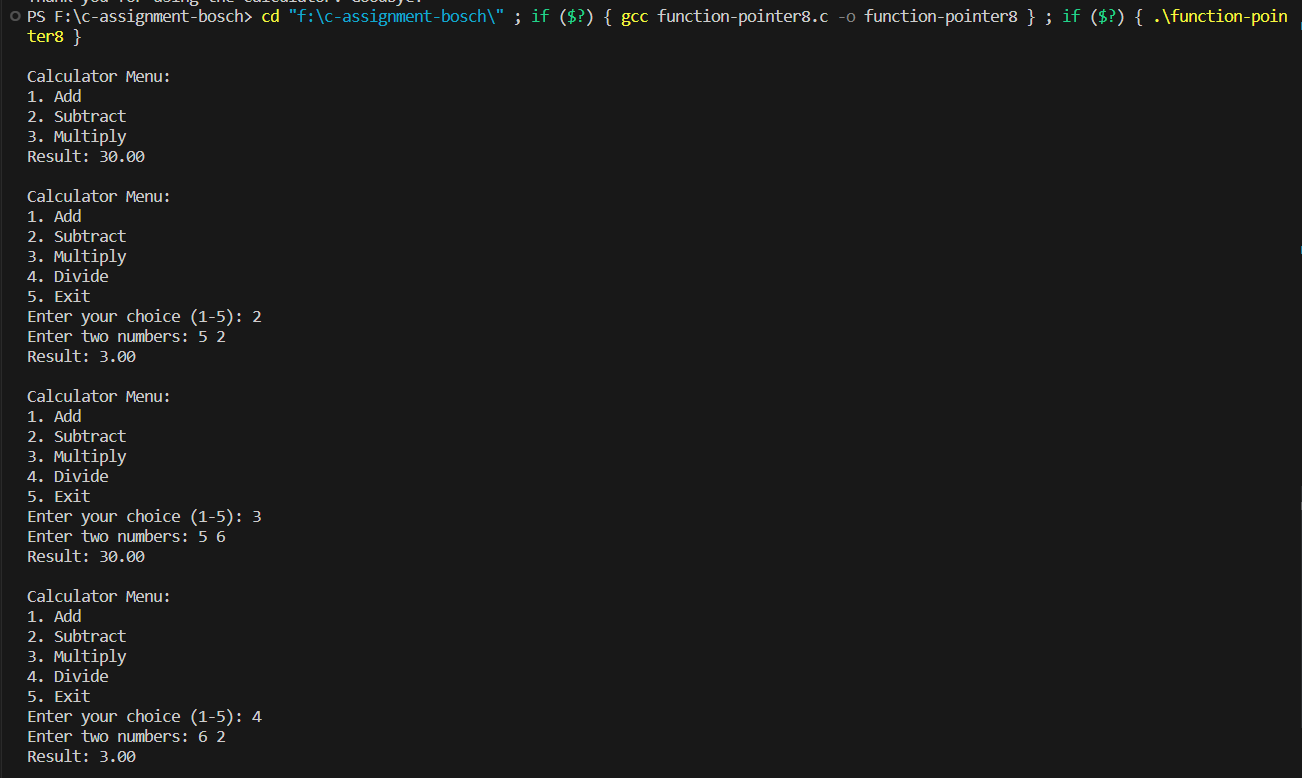 Thank you for using the calculator. Goodbye!
PS F:\c-assignment-bosch> cd "f:\c-assignment-bosch\" ; if ($?) { gcc function-pointer8.c -o function-pointer8 } ; if ($?) { .\function-poin
ter8 }
Calculator Menu:
1. Add
2. Subtract
3. Multiply
Result: 30.00
Calculator Menu:
1. Add
2. Subtract
3. Multiply
4. Divide
5. Exit
Enter your choice (1-5): 2
Enter two numbers: 5 2
Result: 3.00
Calculator Menu:
1. Add
2. Subtract
3. Multiply
4. Divide
5. Exit
Enter your choice (1-5): 3
Enter two numbers: 5 6
Result: 30.00
Calculator Menu:
1. Add
2. Subtract
3. Multiply
4. Divide
5. Exit
Enter your choice (1-5): 4
Enter two numbers: 6 2
Result: 3.00